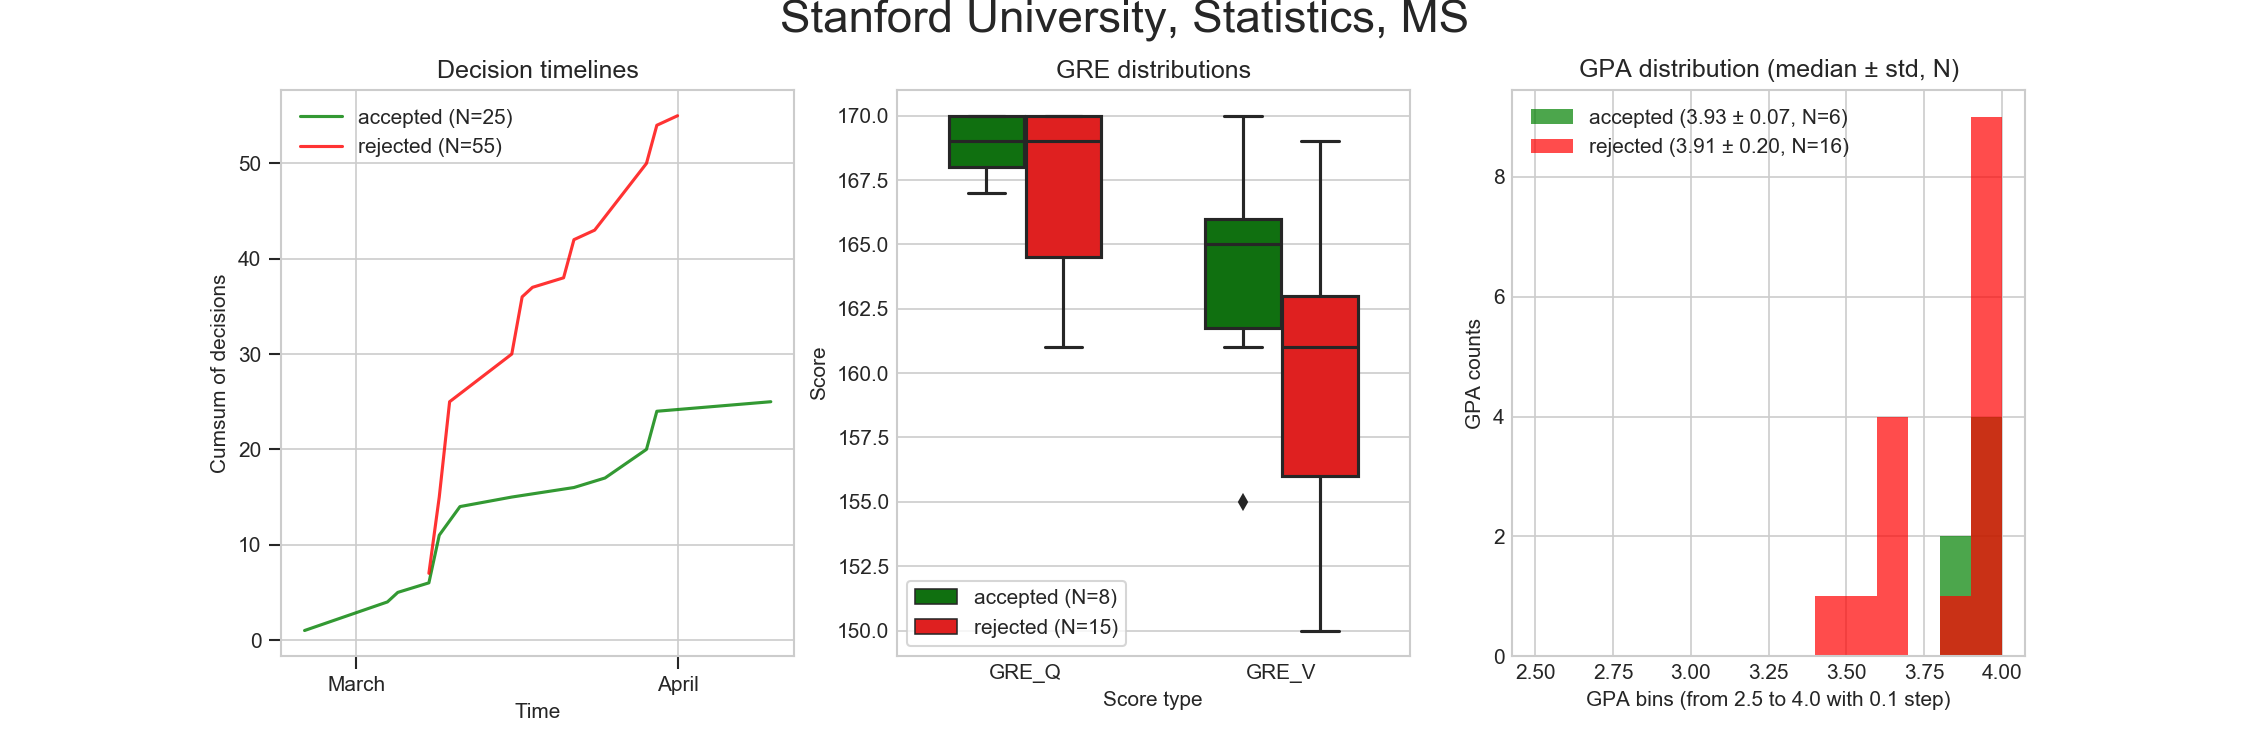 Stanford University, Statistics, MS
Decision timelines
accepted (N=25)
rejected (N=55)
50
40
30
20
10
0
Cumsum of decisions
March
April
Time
GRE distributions
170.0
167.5
165.0
162.5
160.0
157.5
155.0
152.5
150.0
Score
accepted (N=8)
rejected (N=15)
GRE_Q
GRE_V
Score type
GPA distribution (median ± std, N)
accepted (3.93 ± 0.07, N=6)
rejected (3.91 ± 0.20, N=16)
8
6
4
2
0
GPA counts
2.50
2.75
3.00
3.25
3.50
3.75
4.00
GPA bins (from 2.5 to 4.0 with 0.1 step)